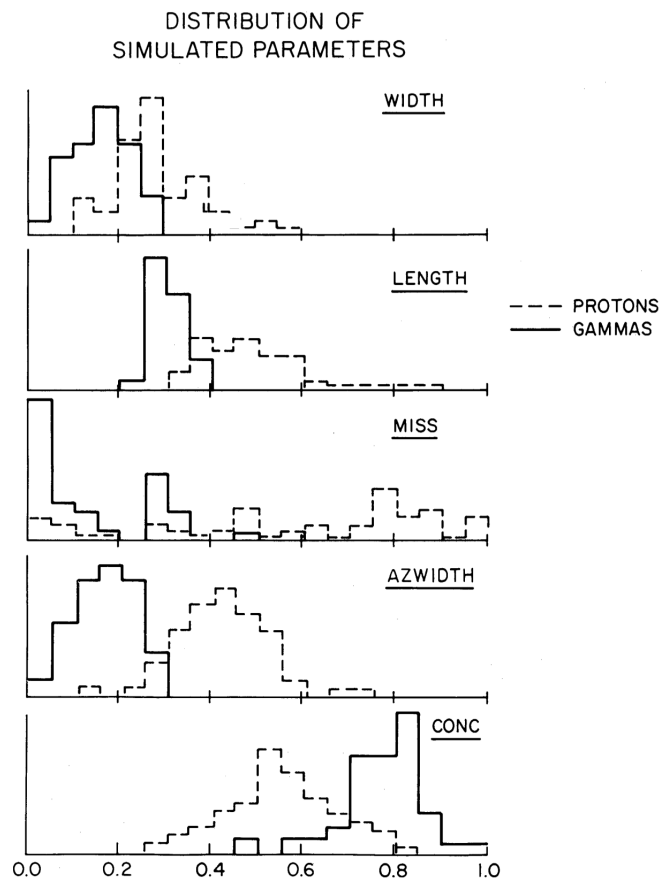 DISTRIBUTION OF
SIMULATED PARAMETERS
WIDTH
LENGTH
PROTONS
GAMMAS
MISS
AZWIDTH
CONC
0.0 0.2 0.4 0.6 0.8 1.0